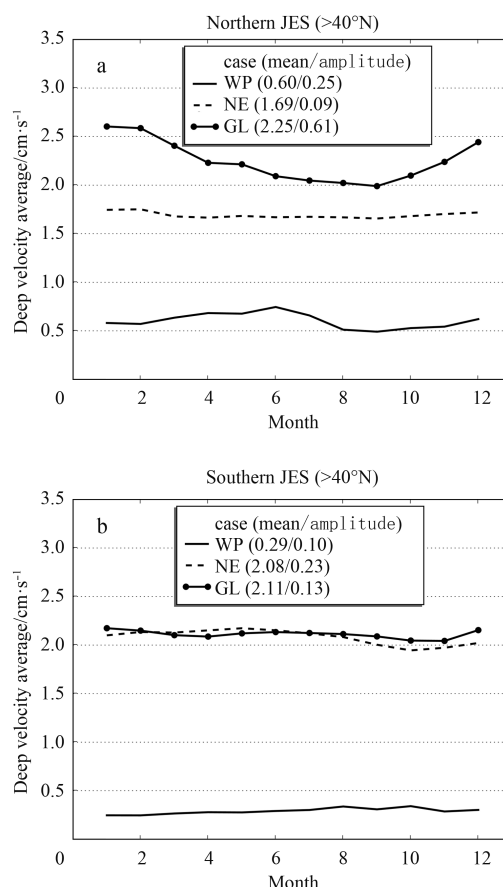 Northern JES (>40°N)
a
case (mean/amplitude)
WP (0.60/0.25)
NE (1.69/0.09)
GL (2.25/0.61)
Deep velocity average/cm·s⁻¹
3.5
3.0
2.5
2.0
1.5
1.0
0.5
0
2
4
6
8
10
12
Month
Southern JES (>40°N)
b
case (mean/amplitude)
WP (0.29/0.10)
NE (2.08/0.23)
GL (2.11/0.13)
Deep velocity average/cm·s⁻¹
3.5
3.0
2.5
2.0
1.5
1.0
0.5
0
2
4
6
8
10
12
Month